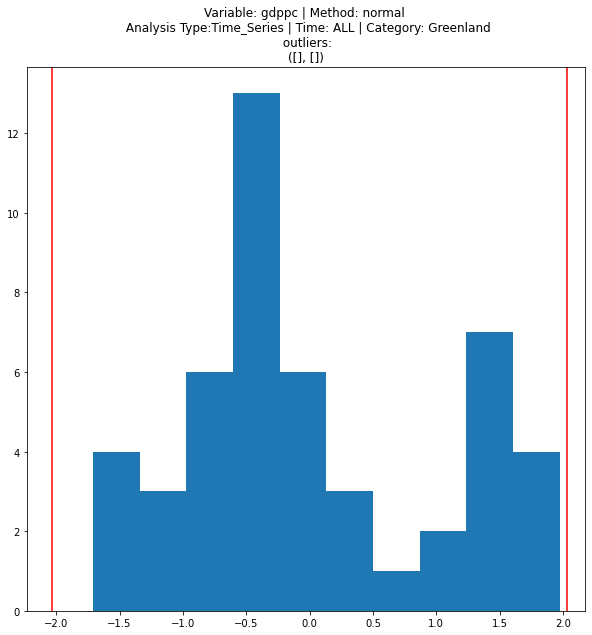 Variable: gdppc | Method: normal
Analysis Type:Time_Series | Time: ALL | Category: Greenland
outliers:
([], [])
12
10
8
6
4
2
0
−2.0 −1.5 −1.0 −0.5 0.0 0.5 1.0 1.5 2.0